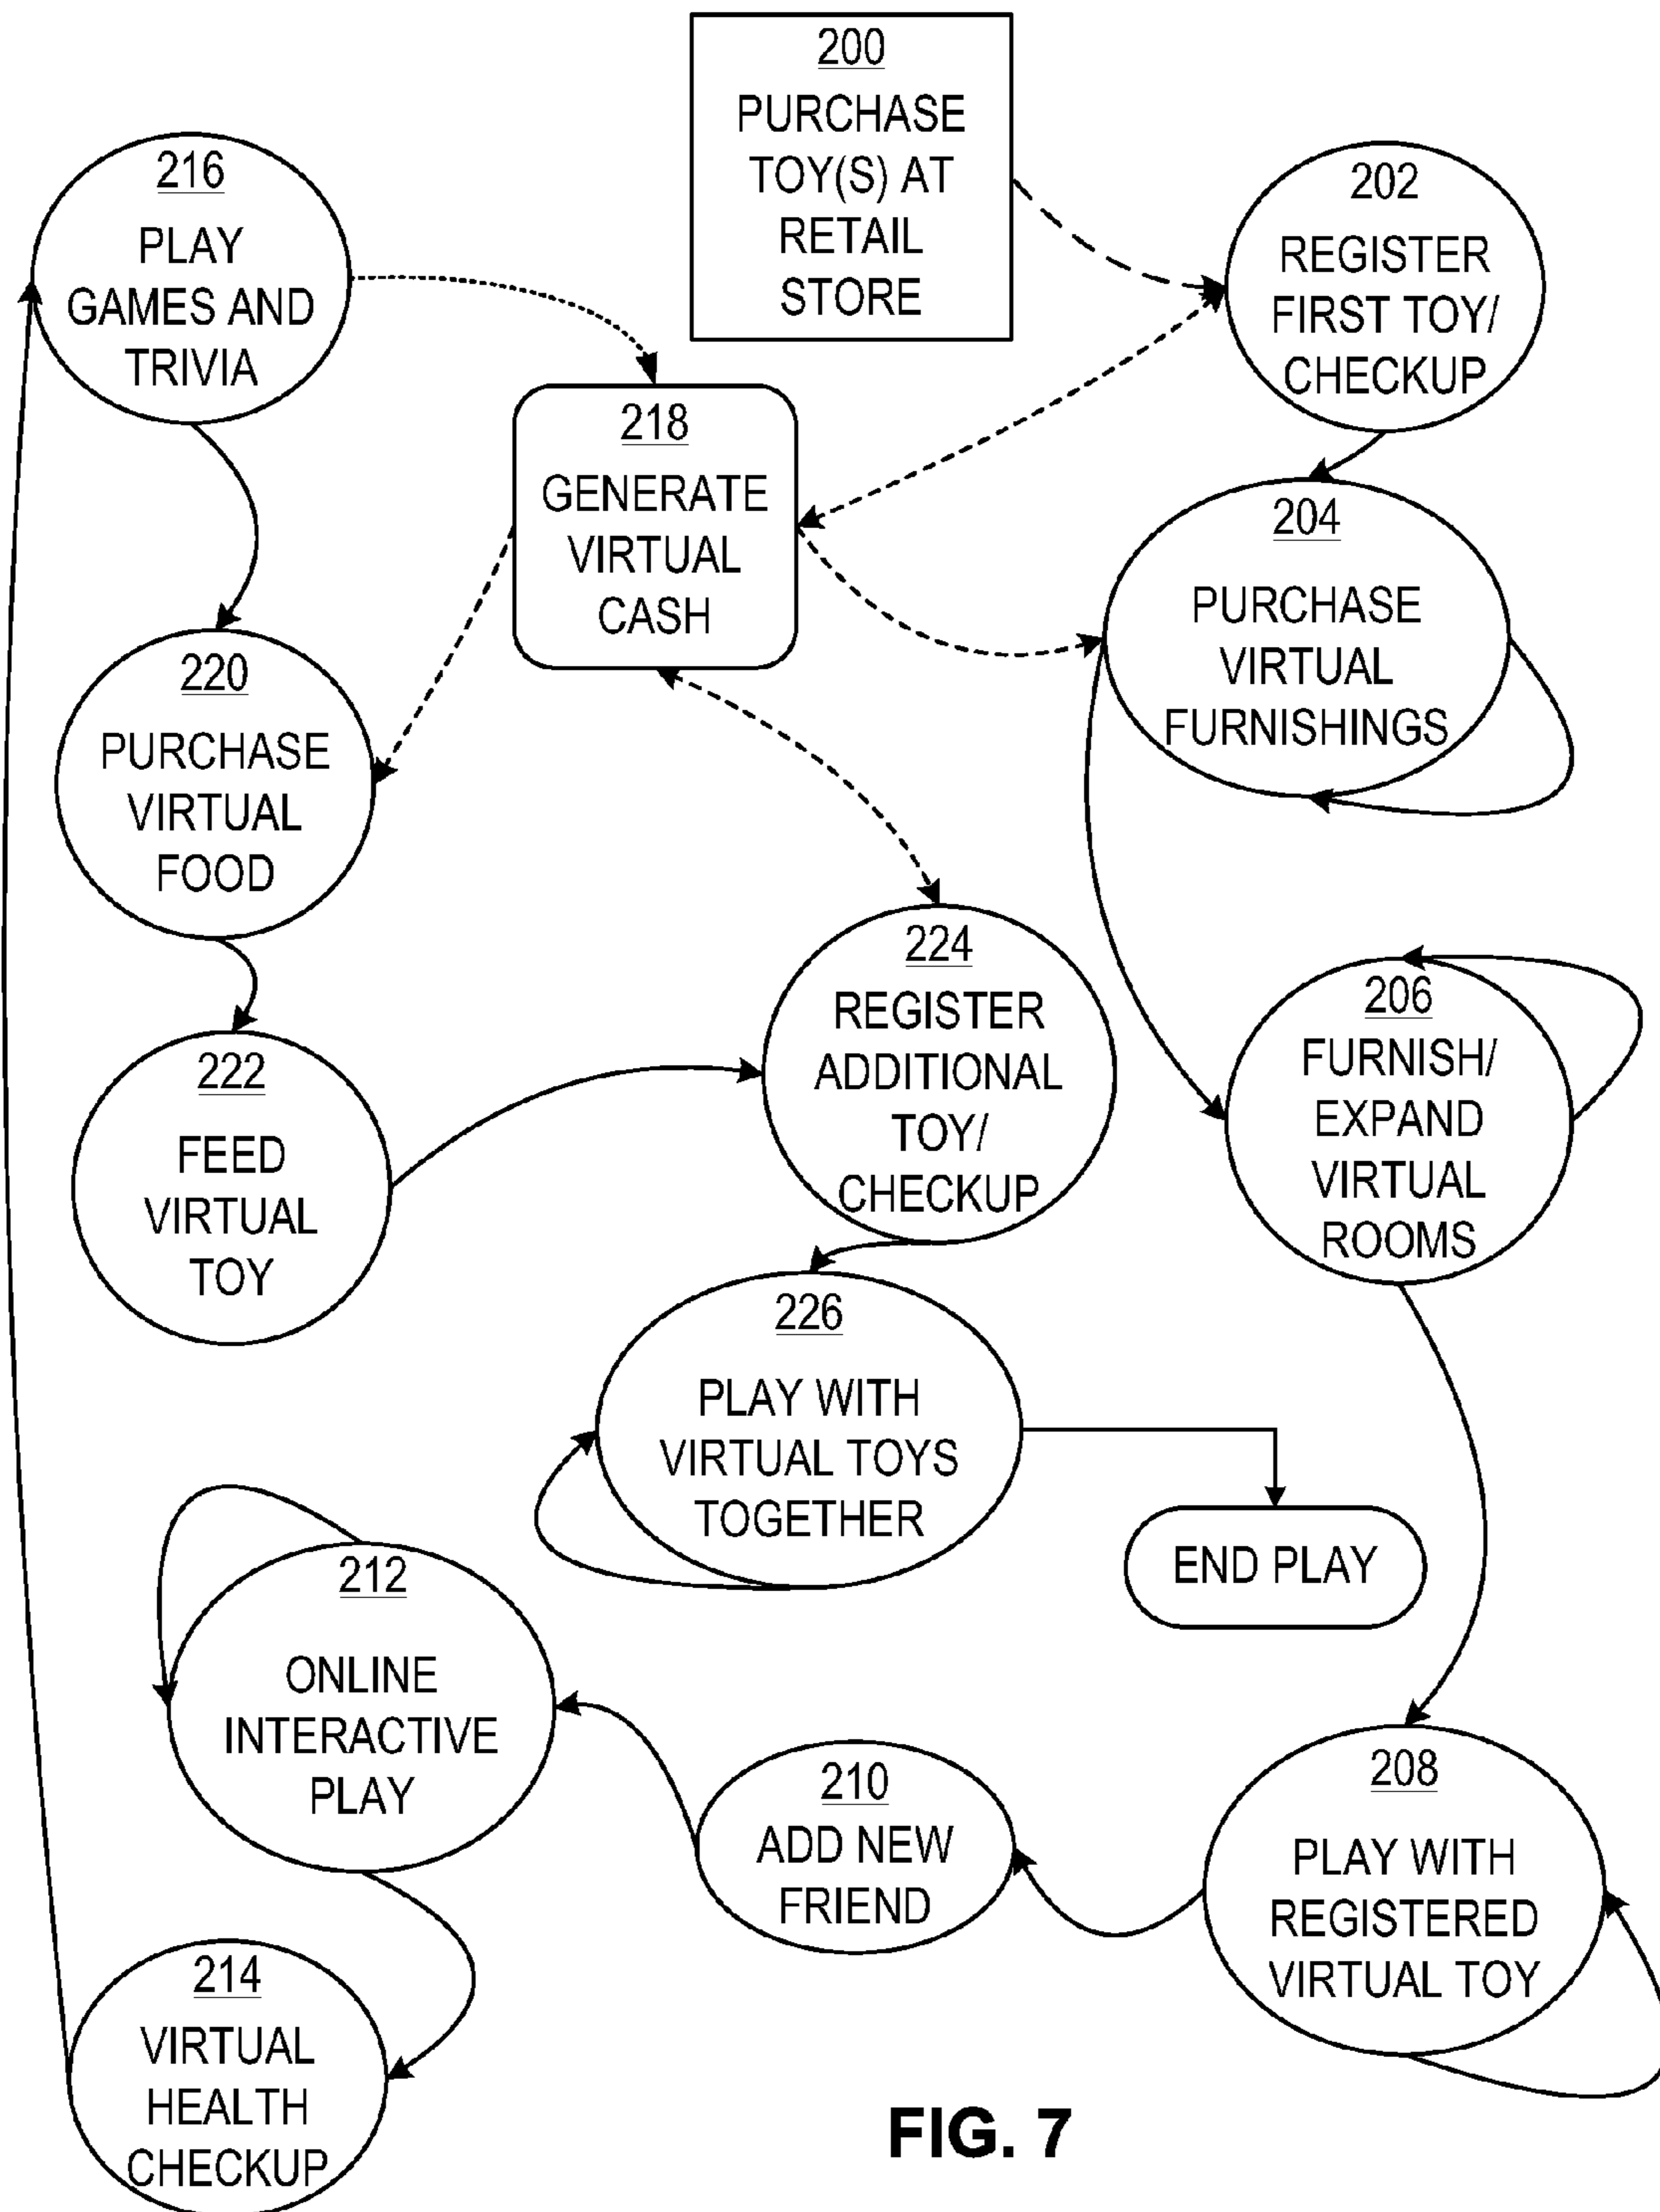 200
PURCHASE
TOY(S) AT
RETAIL
STORE
202
REGISTER
FIRST TOY/
CHECKUP
216
PLAY
GAMES AND
TRIVIA
218
GENERATE
VIRTUAL
CASH
204
PURCHASE
VIRTUAL
FURNISHINGS
220
PURCHASE
VIRTUAL
FOOD
224
REGISTER
ADDITIONAL
TOY/
CHECKUP
206
FURNISH/
EXPAND
VIRTUAL
ROOMS
222
FEED
VIRTUAL
TOY
226
PLAY WITH
VIRTUAL TOYS
TOGETHER
END PLAY
212
ONLINE
INTERACTIVE
PLAY
210
ADD NEW
FRIEND
208
PLAY WITH
REGISTERED
VIRTUAL TOY
214
VIRTUAL
HEALTH
CHECKUP
FIG. 7